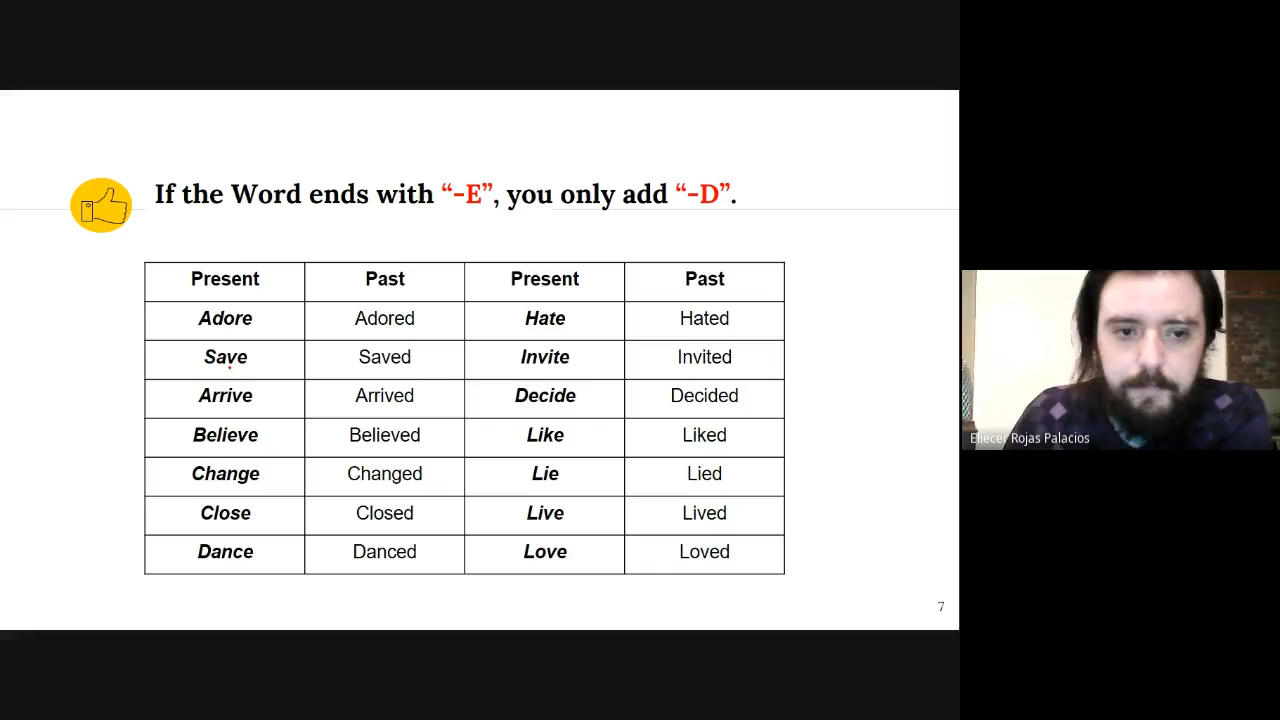 If the Word ends with “-E”, you only add “-D”.
Present Past Present Past
Adore Adored Hate Hated
Save Saved Invite Invited
Arrive Arrived Decide Decided
Believe Believed Like Liked
Change Changed Lie Lied
Close Closed Live Lived
Dance Danced Love Loved
7
Eliecer Rojas Palacios